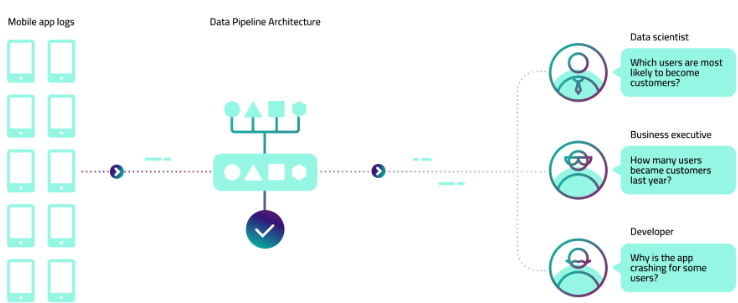 Mobile app logs
Data Pipeline Architecture
Data scientist
Which users are most
likely to become
customers?
Business executive
How many users
became customers
last year?
Developer
Why is the app
crashing for some
users?